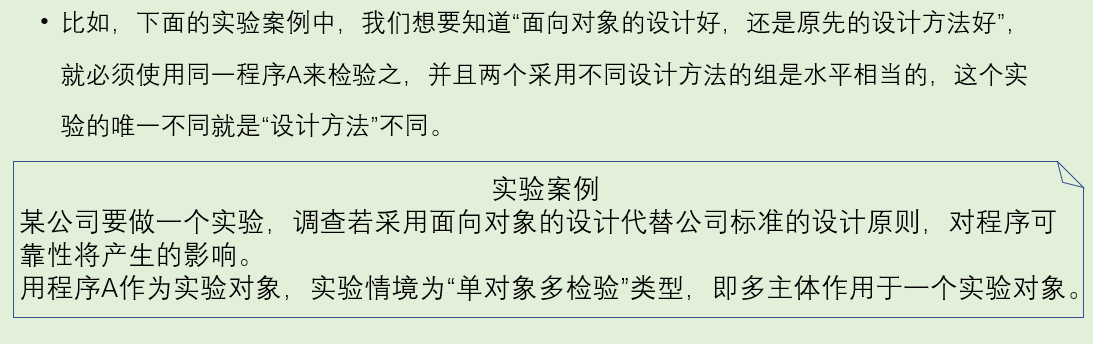 • 比如，下面的实验案例中，我们想要知道“面向对象的设计好，还是原先的设计方法好”，
就必须使用同一程序A来检验之，并且两个采用不同设计方法的组是水平相当的，这个实
验的唯一不同就是“设计方法”不同。
实验案例
某公司要做一个实验，调查若采用面向对象的设计代替公司标准的设计原则，对程序可
靠性将产生的影响。
用程序A作为实验对象，实验情境为“单对象多检验”类型，即多主体作用于一个实验对象。